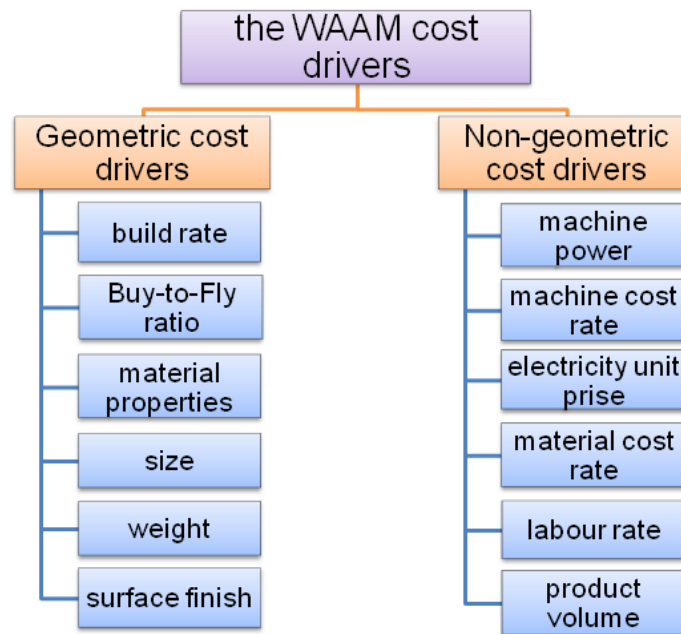 the WAAM cost
drivers
Geometric cost
drivers
build rate
Buy-to-Fly
ratio
material
properties
size
weight
surface finish
Non-geometric
cost drivers
machine
power
machine cost
rate
electricity unit
prise
material cost
rate
labour rate
product
volume